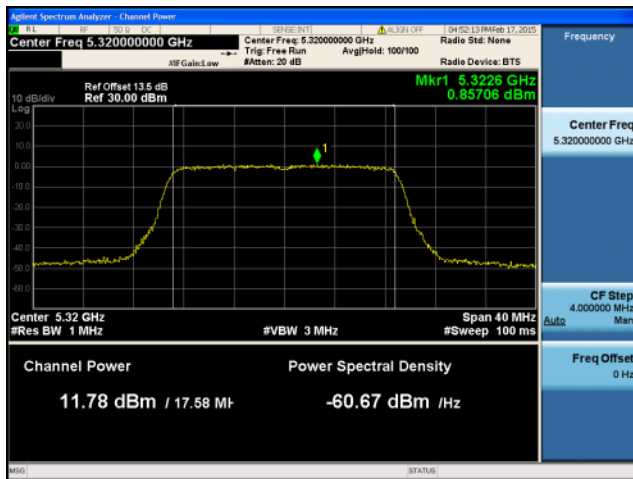 Agilent Spectrum Analyzer - Channel Power
RL RF 50 Ω DC SENSE:INT ALIGN OFF 04:52:13 PM Feb 17, 2015
Center Freq 5.320000000 GHz
Center Freq: 5.320000000 GHz
Radio Std: None
Trig: Free Run Avg|Hold: 100/100
#IFGain:Low #Atten: 20 dB Radio Device: BTS
Ref Offset 13.5 dB
10 dB/div Ref 30.00 dBm
Mkr1 5.3226 GHz
0.85706 dBm
Log
20.0
10.0
0.00
-10.0
-20.0
-30.0
-40.0
-50.0
-60.0
1
Center 5.32 GHz Span 40 MHz
#Res BW 1 MHz #VBW 3 MHz #Sweep 100 ms
Channel Power Power Spectral Density
11.78 dBm / 17.58 MH -60.67 dBm /Hz
MSG STATUS
Frequency
Center Freq
5.320000000 GHz
CF Step
4.000000 MHz
Auto Man
Freq Offset
0 Hz